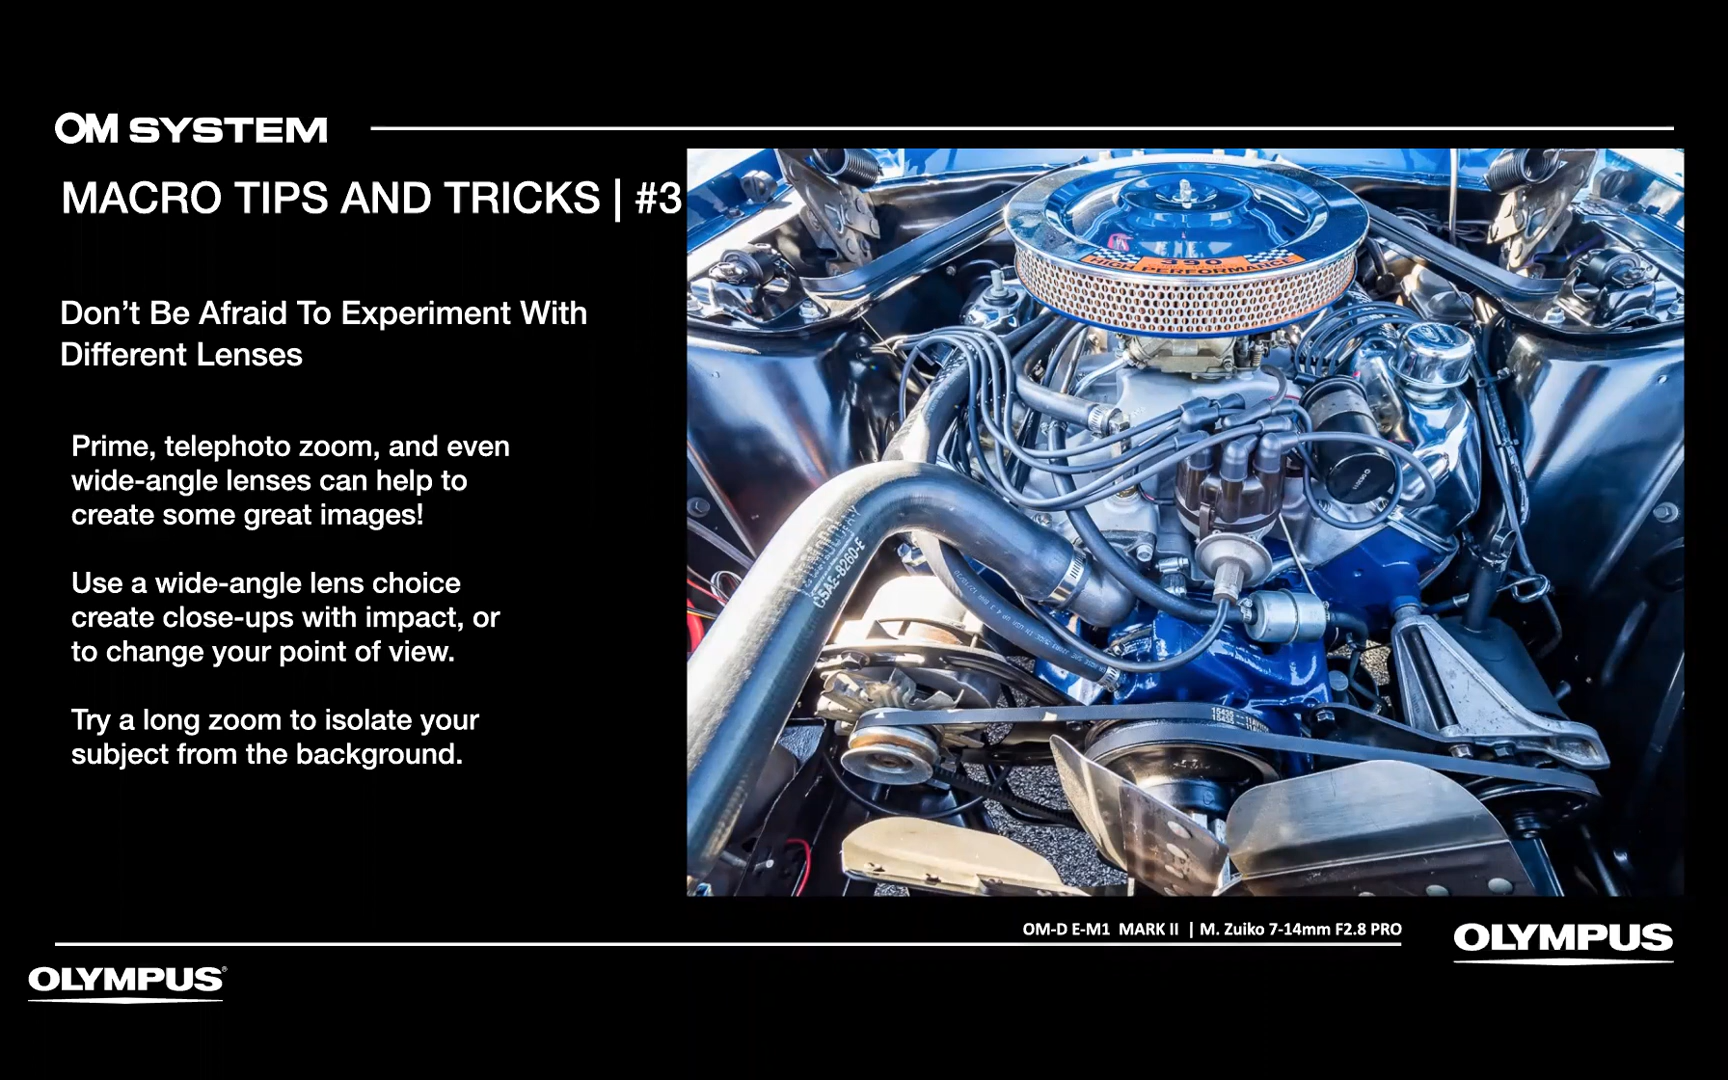 OM SYSTEM
MACRO TIPS AND TRICKS | #3
Don’t Be Afraid To Experiment With
Different Lenses
Prime, telephoto zoom, and even
wide-angle lenses can help to
create some great images!
Use a wide-angle lens choice
create close-ups with impact, or
to change your point of view.
Try a long zoom to isolate your
subject from the background.
390
HIGH PERFORMANCE
C5AE-8260-E
OM-D E-M1 MARK II | M. Zuiko 7-14mm F2.8 PRO
OLYMPUS
OLYMPUS®